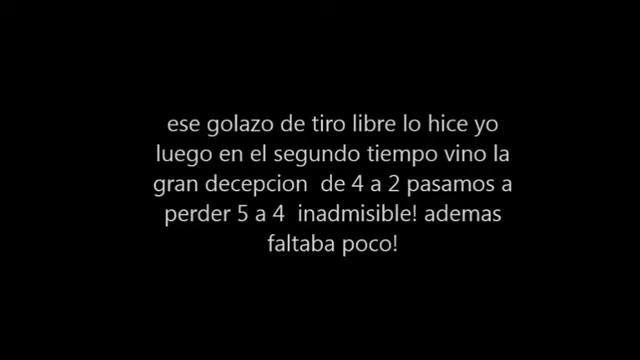 ese golazo de tiro libre lo hice yo
luego en el segundo tiempo vino la
gran decepcion  de 4 a 2 pasamos a
perder 5 a 4  inadmisible! ademas
faltaba poco!